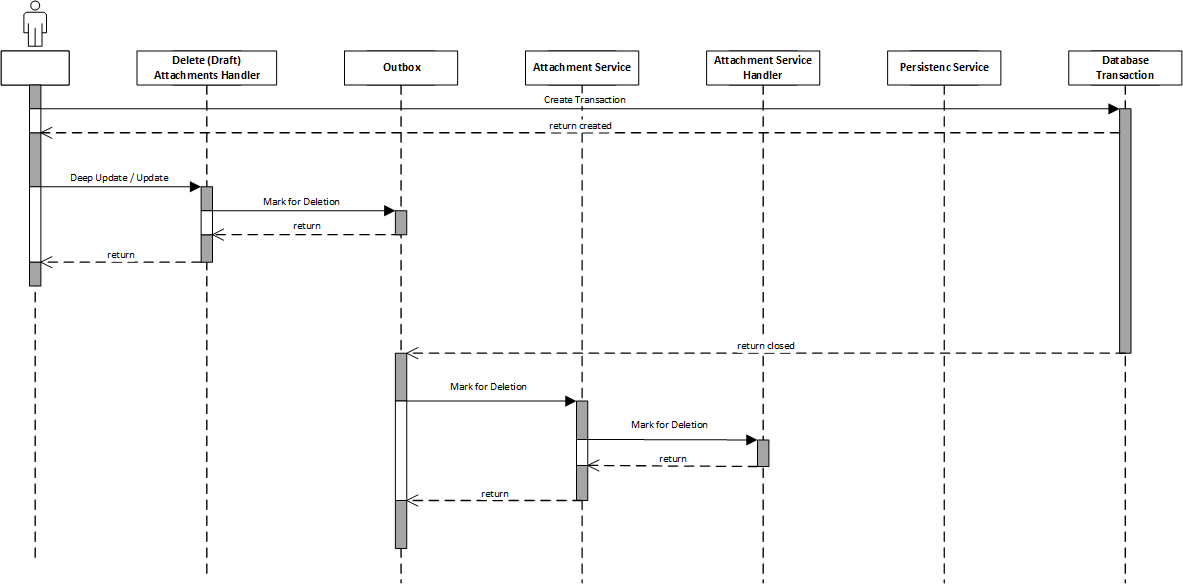 Delete (Draft)
Attachments Handler
Outbox
Attachment Service
Attachment Service
Handler
Persistenc Service
Database
Transaction
Create Transaction
return created
Deep Update / Update
Mark for Deletion
return
return
return closed
Mark for Deletion
Mark for Deletion
return
return